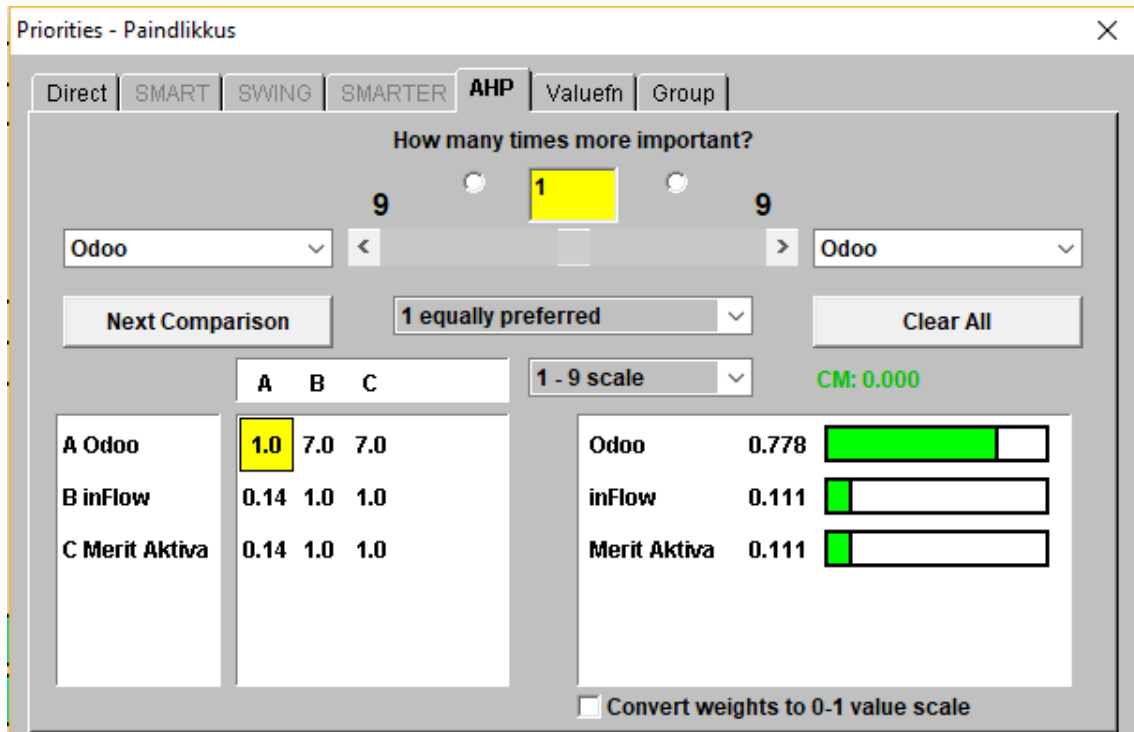 Priorities - Paindlikkus
Direct SMART SWING SMARTER AHP Valuefn Group
How many times more important?
9 1 9
Odoo < > Odoo
Next Comparison 1 equally preferred Clear All
A B C 1 - 9 scale CM: 0.000
A Odoo 1.0 7.0 7.0 Odoo 0.778
B inFlow 0.14 1.0 1.0 inFlow 0.111
C Merit Aktiva 0.14 1.0 1.0 Merit Aktiva 0.111
Convert weights to 0-1 value scale